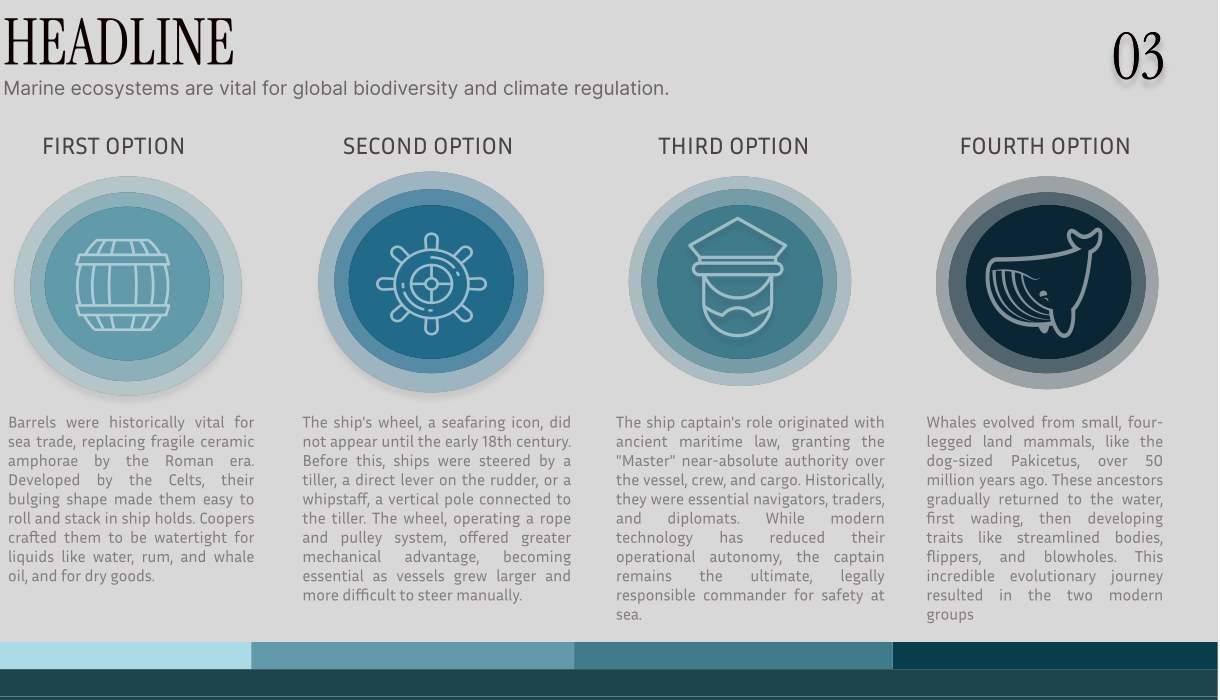 HEADLINE
03
Marine ecosystems are vital for global biodiversity and climate regulation.
FIRST OPTION
Barrels were historically vital for
sea trade, replacing fragile ceramic
amphorae by the Roman era.
Developed by the Celts, their
bulging shape made them easy to
roll and stack in ship holds. Coopers
crafted them to be watertight for
liquids like water, rum, and whale
oil, and for dry goods.
SECOND OPTION
The ship's wheel, a seafaring icon, did
not appear until the early 18th century.
Before this, ships were steered by a
tiller, a direct lever on the rudder, or a
whipstaff, a vertical pole connected to
the tiller. The wheel, operating a rope
and pulley system, offered greater
mechanical advantage, becoming
essential as vessels grew larger and
more difficult to steer manually.
THIRD OPTION
The ship captain's role originated with
ancient maritime law, granting the
"Master" near-absolute authority over
the vessel, crew, and cargo. Historically,
they were essential navigators, traders,
and diplomats. While modern
technology has reduced their
operational autonomy, the captain
remains the ultimate, legally
responsible commander for safety at
sea.
FOURTH OPTION
Whales evolved from small, four-
legged land mammals, like the
dog-sized Pakicetus, over 50
million years ago. These ancestors
gradually returned to the water,
first wading, then developing
traits like streamlined bodies,
flippers, and blowholes. This
incredible evolutionary journey
resulted in the two modern
groups